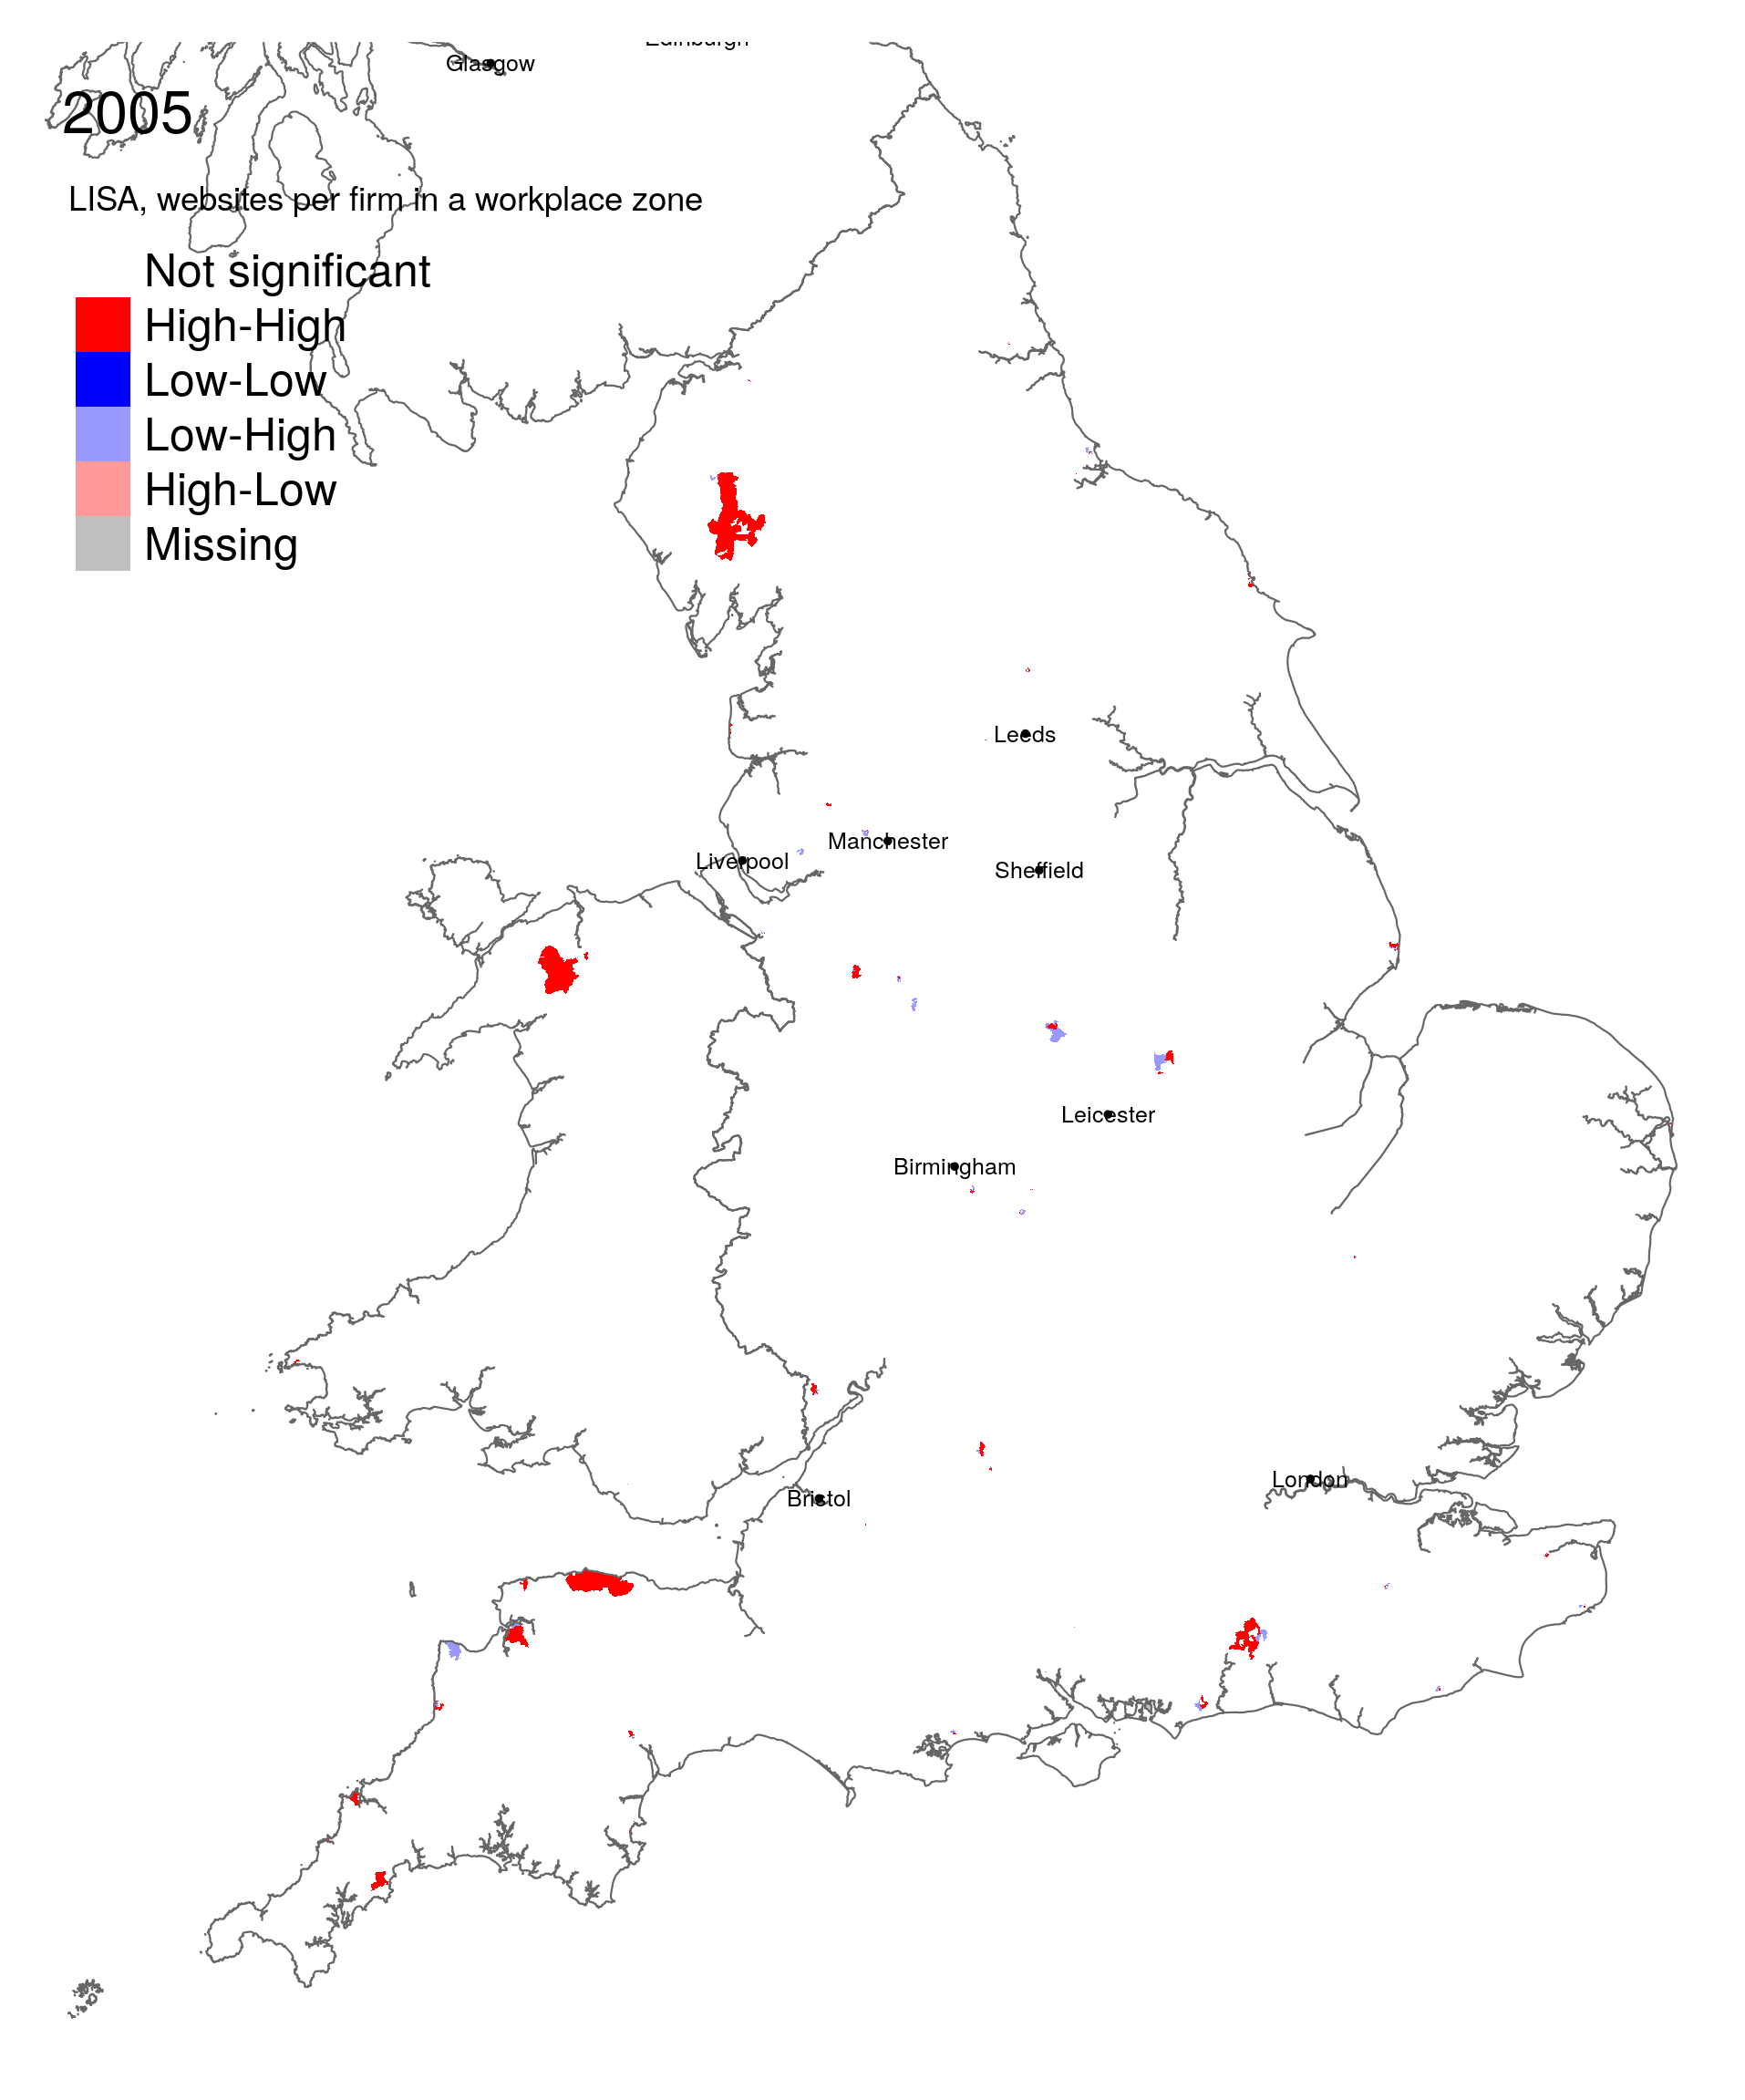 Edinburgh
Glasgow
2005
LISA, websites per firm in a workplace zone
Not significant
High-High
Low-Low
Low-High
High-Low
Missing
Leeds
Manchester
Liverpool
Sheffield
Leicester
Birmingham
London
Bristol